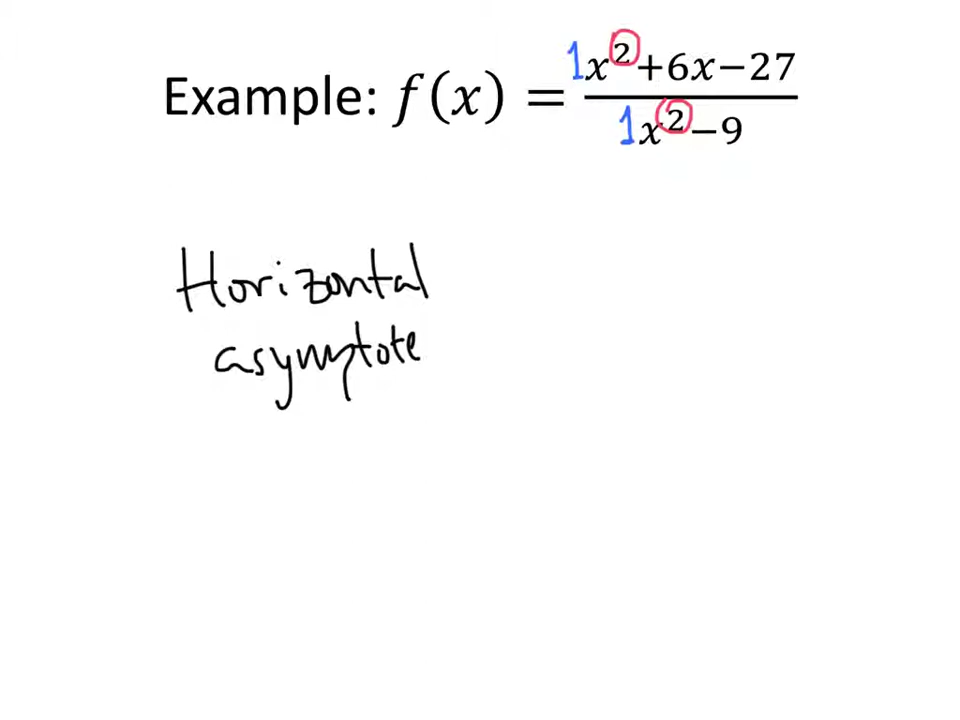 Example: f(x) = 1x²+6x−27
1x²−9
Horizontal
asymptote